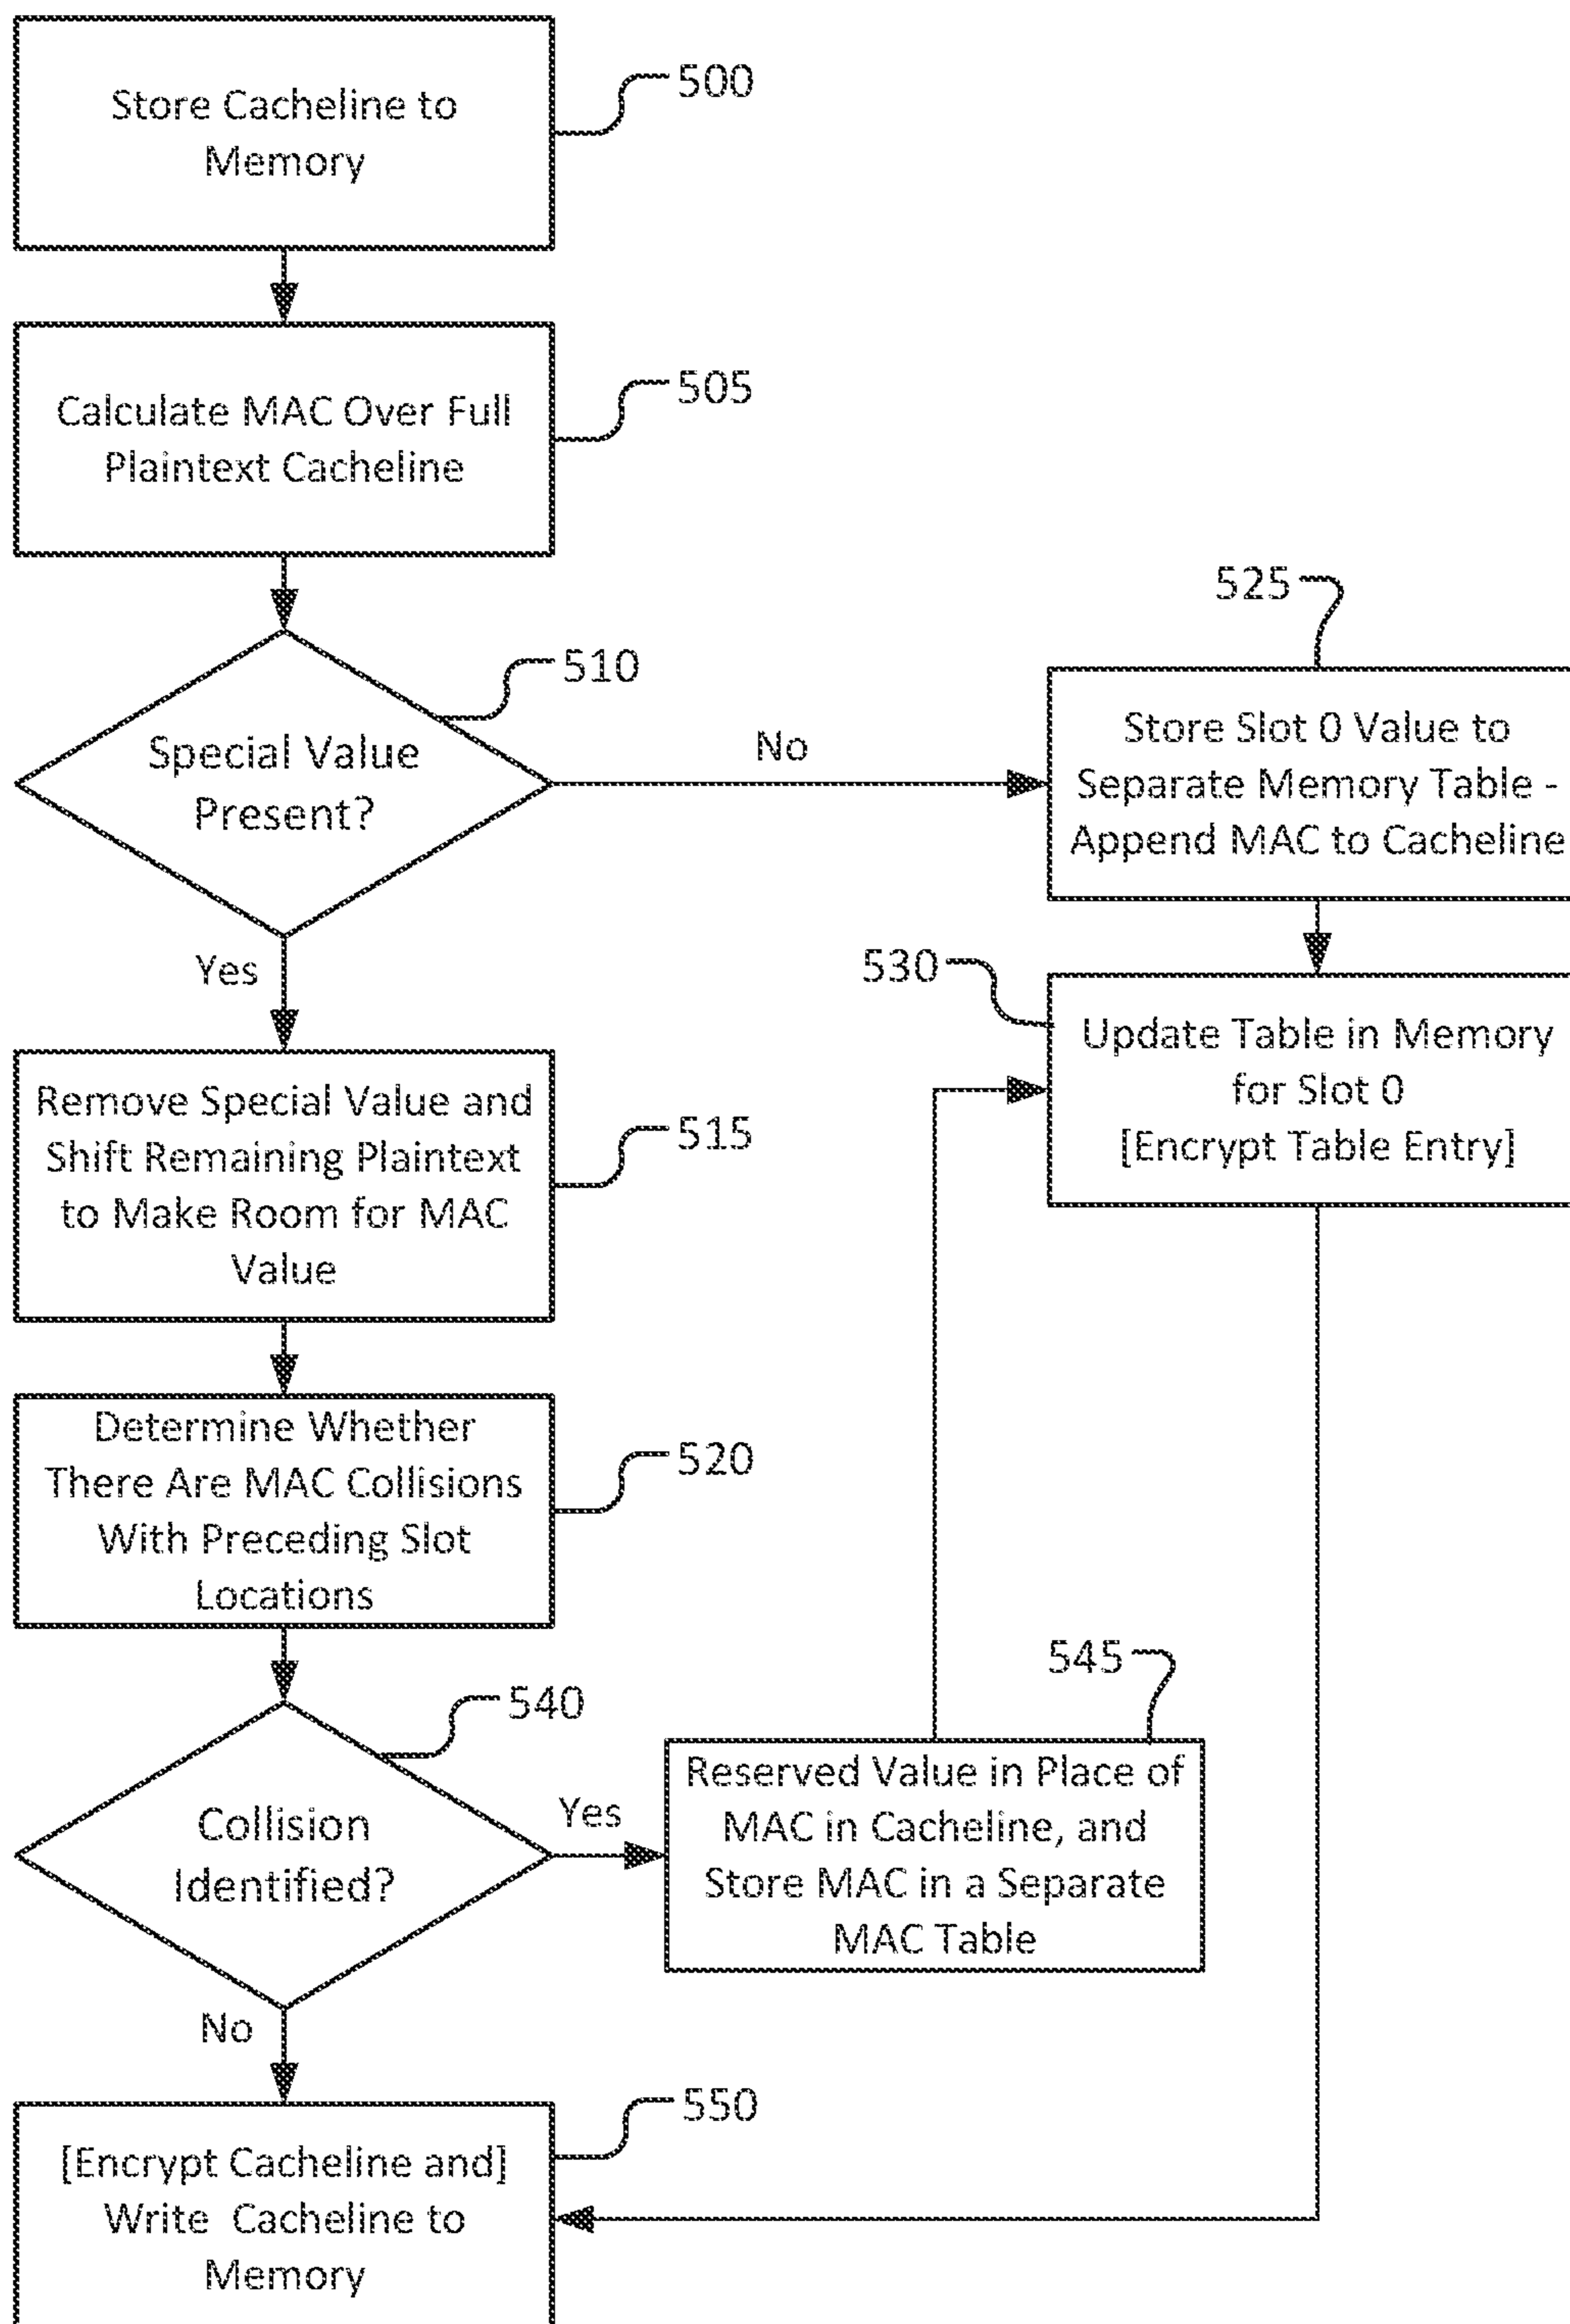 Store Cacheline to
Memory
500
Calculate MAC Over Full
Plaintext Cacheline
505
Special Value
Present?
510
No
525
Store Slot 0 Value to
Separate Memory Table -
Append MAC to Cacheline
Yes
530
Update Table in Memory
for Slot 0
[Encrypt Table Entry]
Remove Special Value and
Shift Remaining Plaintext
to Make Room for MAC
Value
515
Determine Whether
There Are MAC Collisions
With Preceding Slot
Locations
520
Collision
Identified?
540
Yes
545
Reserved Value in Place of
MAC in Cacheline, and
Store MAC in a Separate
MAC Table
No
[Encrypt Cacheline and]
Write Cacheline to
Memory
550